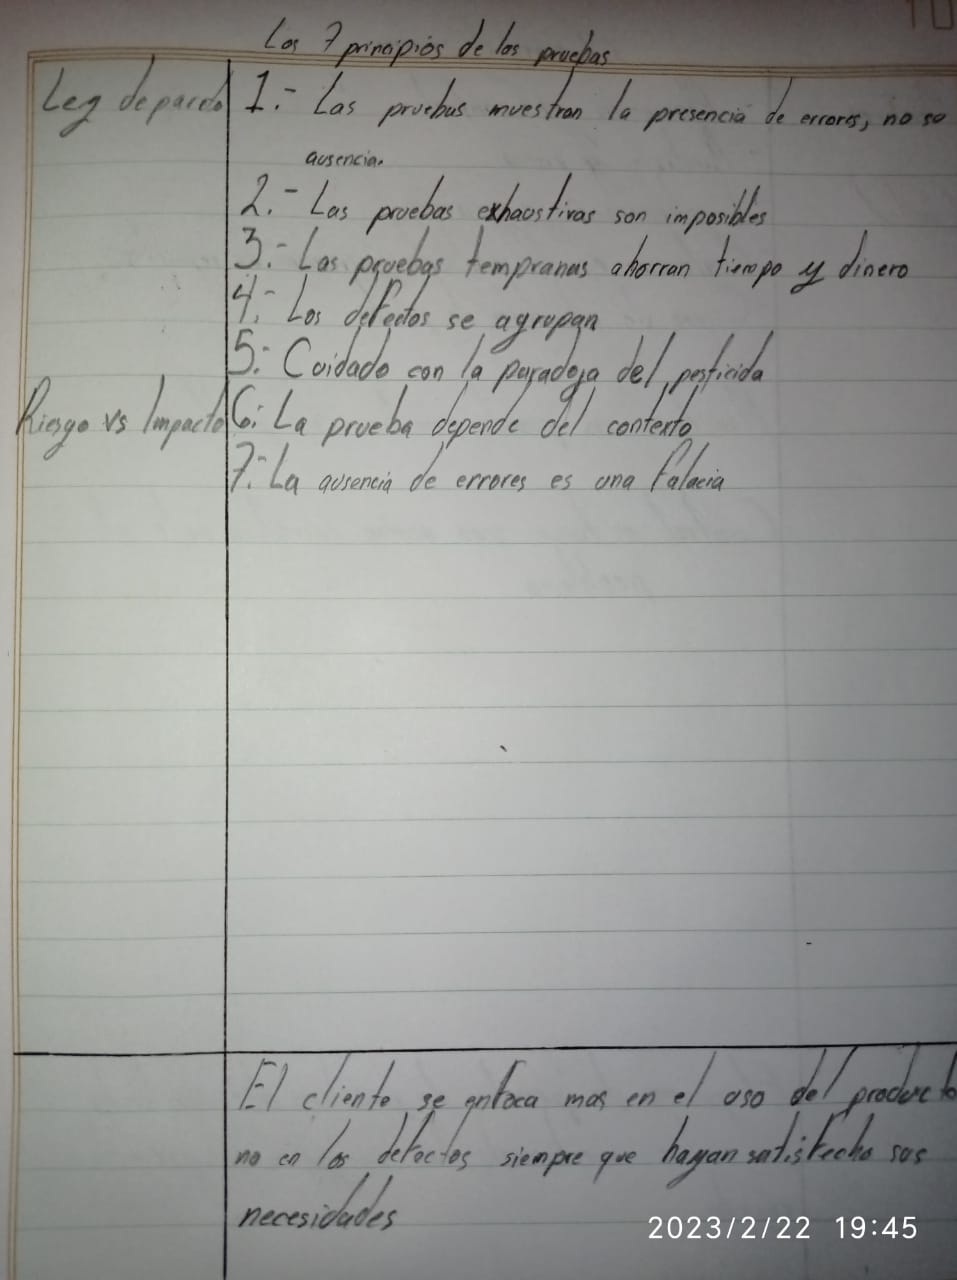 Los 7 principios de las pruebas
Ley de pareto
1.- Las pruebas muestran la presencia de errores, no su
ausencia.
2.- Las pruebas exhaustivas son imposibles
3.- Las pruebas tempranas ahorran tiempo y dinero
4.- Los defectos se agrupan
5.- Cuidado con la paradoja del pesticida
Riesgo vs Impacto
6.- La prueba depende del contexto
7.- La ausencia de errores es una falacia
El cliente se enfoca mas en el uso del producto
no en los defectos siempre que hayan satisfecho sus
necesidades
2023/2/22 19:45